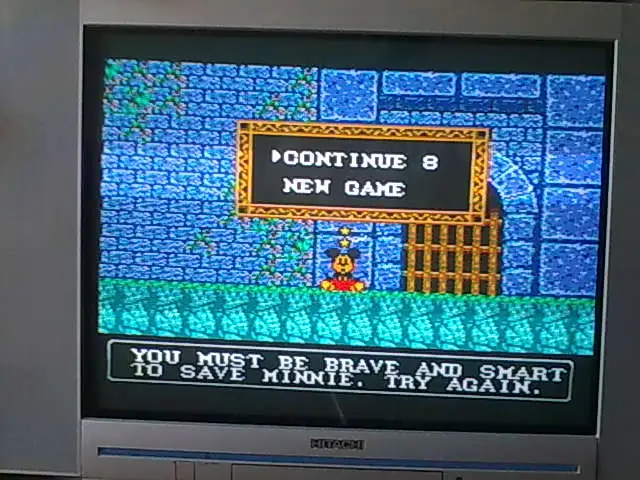 CONTINUE 8
NEW GAME
YOU MUST BE BRAVE AND SMART
TO SAVE MINNIE. TRY AGAIN.
HITACHI